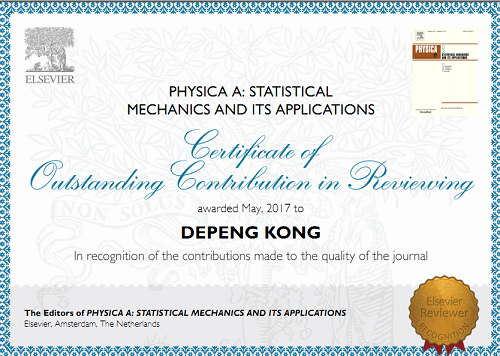 ELSEVIER
PHYSICA A: STATISTICAL
MECHANICS AND ITS APPLICATIONS
PHYSICA
Certificate of
Outstanding Contribution in Reviewing
awarded May, 2017 to
DEPENG KONG
In recognition of the contributions made to the quality of the journal
The Editors of PHYSICA A: STATISTICAL MECHANICS AND ITS APPLICATIONS
Elsevier, Amsterdam, The Netherlands
Elsevier
Reviewer
RECOGNITION